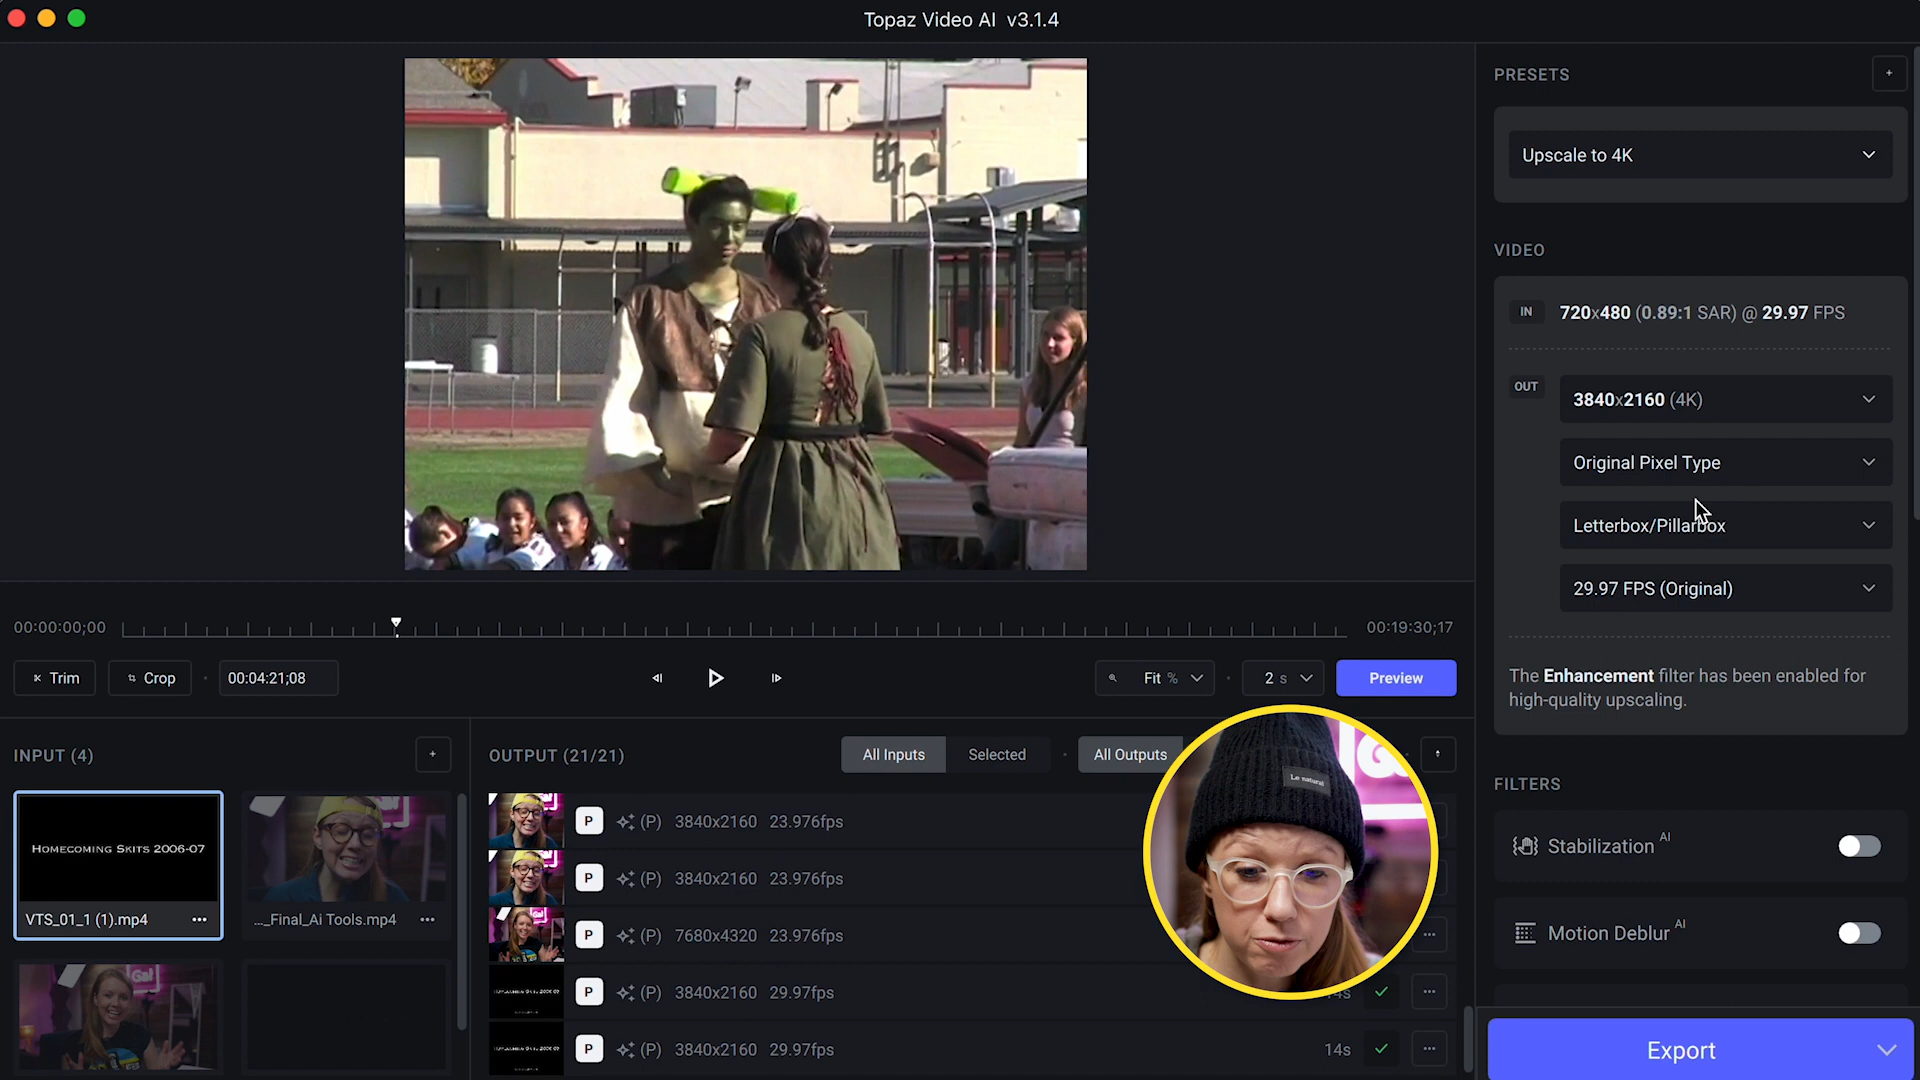 Topaz Video AI v3.1.4
PRESETS
Upscale to 4K
VIDEO
IN 720x480 (0.89:1 SAR) @ 29.97 FPS
OUT 3840x2160 (4K)
Original Pixel Type
Letterbox/Pillarbox
29.97 FPS (Original)
The Enhancement filter has been enabled for
high-quality upscaling.
FILTERS
Stabilization AI
Motion Deblur AI
Export
00:00:00;00
00:19:30;17
Trim
Crop
00:04:21;08
Fit %
2 s
Preview
INPUT (4)
HOMECOMING SKITS 2006-07
VTS_01_1 (1).mp4
..._Final_Ai Tools.mp4
Gal
OUTPUT (21/21)
All Inputs
Selected
All Outputs
P (P) 3840x2160 23.976fps
P (P) 3840x2160 23.976fps
P (P) 7680x4320 23.976fps
P (P) 3840x2160 29.97fps
P (P) 3840x2160 29.97fps 14s
Le naturel